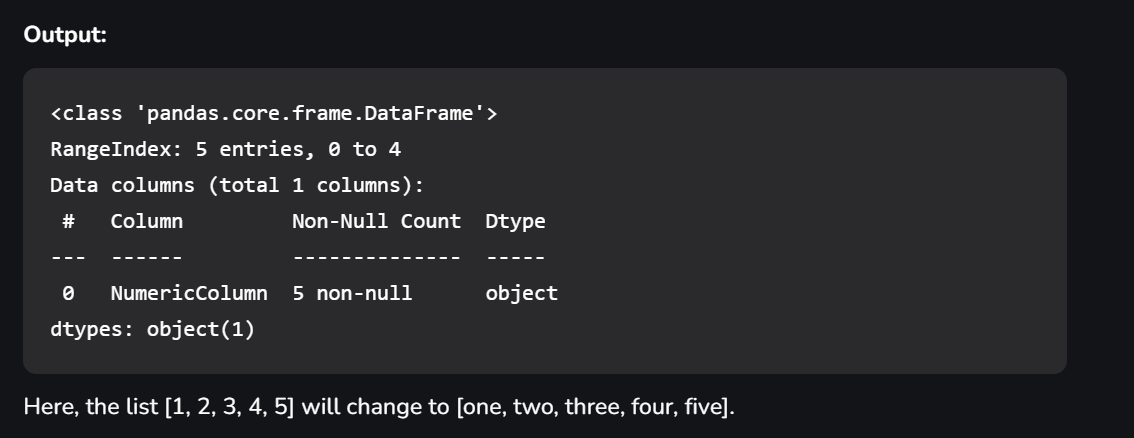 Output:
<class 'pandas.core.frame.DataFrame'>
RangeIndex: 5 entries, 0 to 4
Data columns (total 1 columns):
 #   Column         Non-Null Count  Dtype
---  ------         --------------  -----
 0   NumericColumn  5 non-null      object
dtypes: object(1)
Here, the list [1, 2, 3, 4, 5] will change to [one, two, three, four, five].